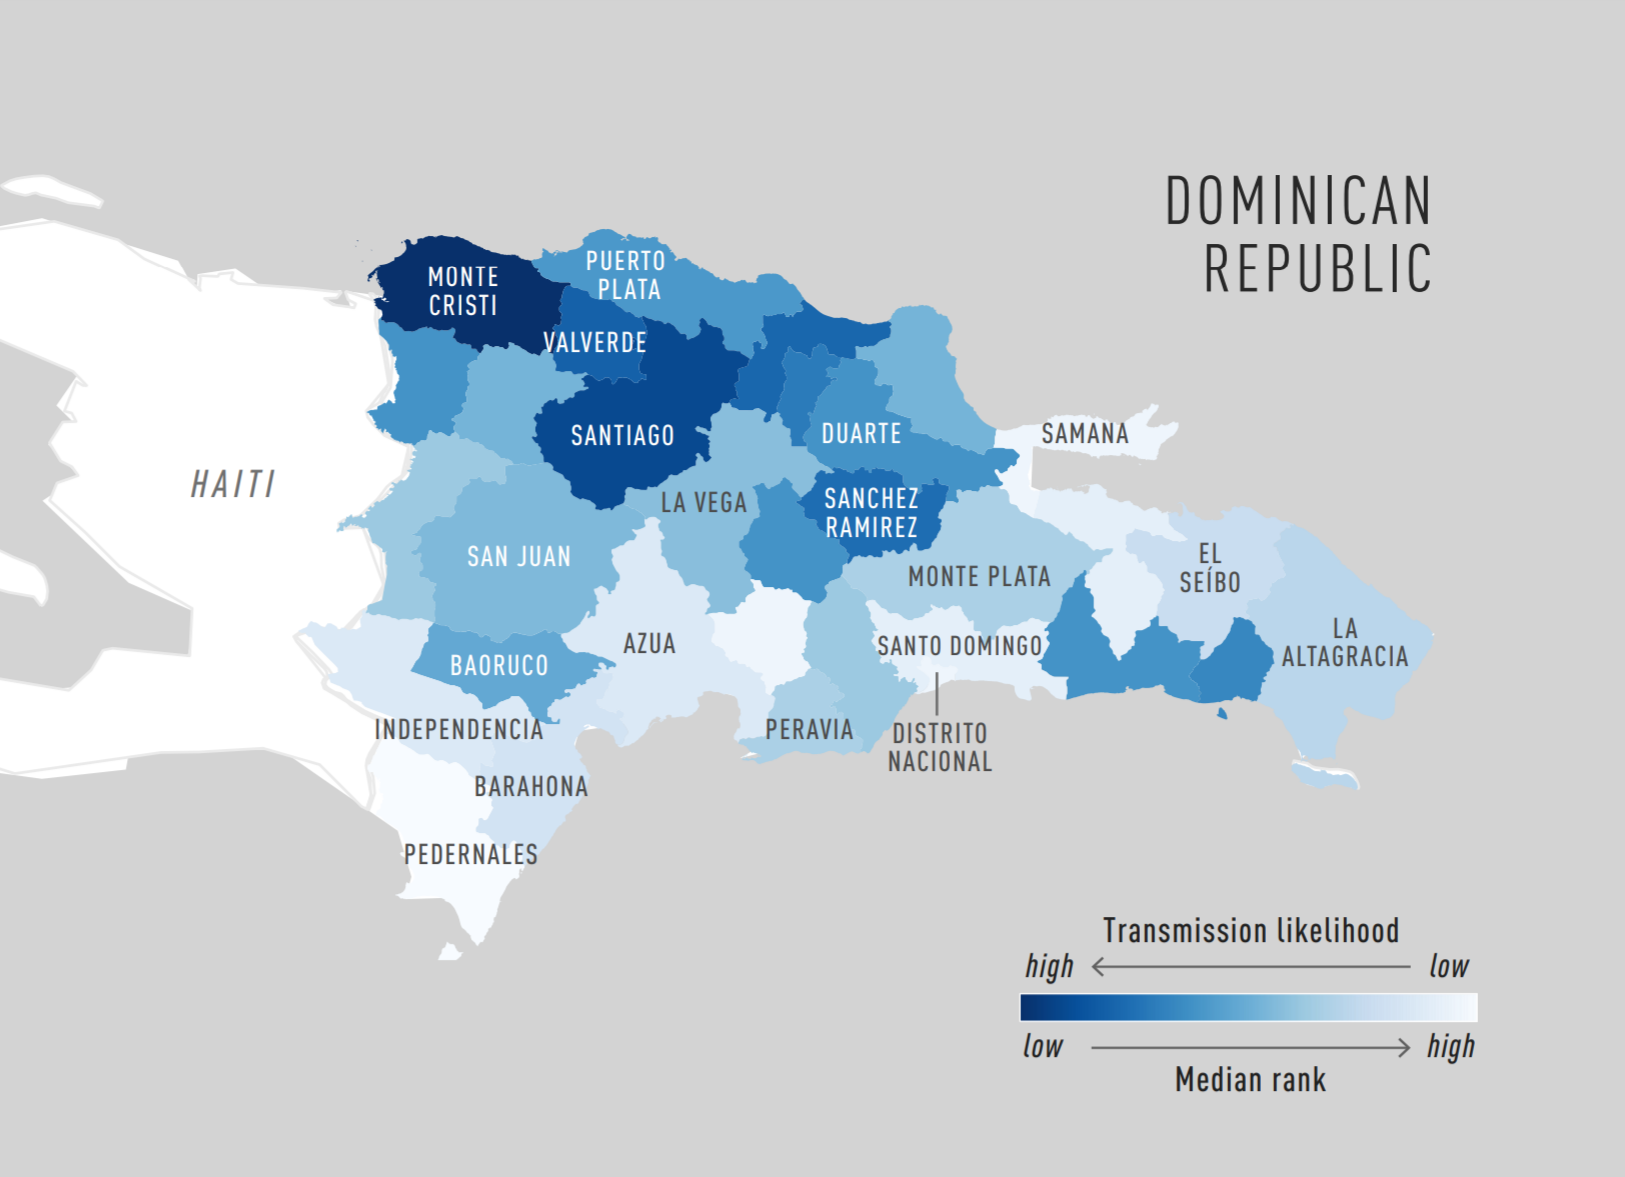 DOMINICAN
REPUBLIC
MONTE
CRISTI
PUERTO
PLATA
VALVERDE
SANTIAGO
DUARTE
SAMANA
HAITI
LA VEGA
SANCHEZ
RAMIREZ
SAN JUAN
MONTE PLATA
EL
SEÍBO
LA
ALTAGRACIA
AZUA
SANTO DOMINGO
BAORUCO
INDEPENDENCIA
PERAVIA
DISTRITO
NACIONAL
BARAHONA
PEDERNALES
Transmission likelihood
high low
low high
Median rank